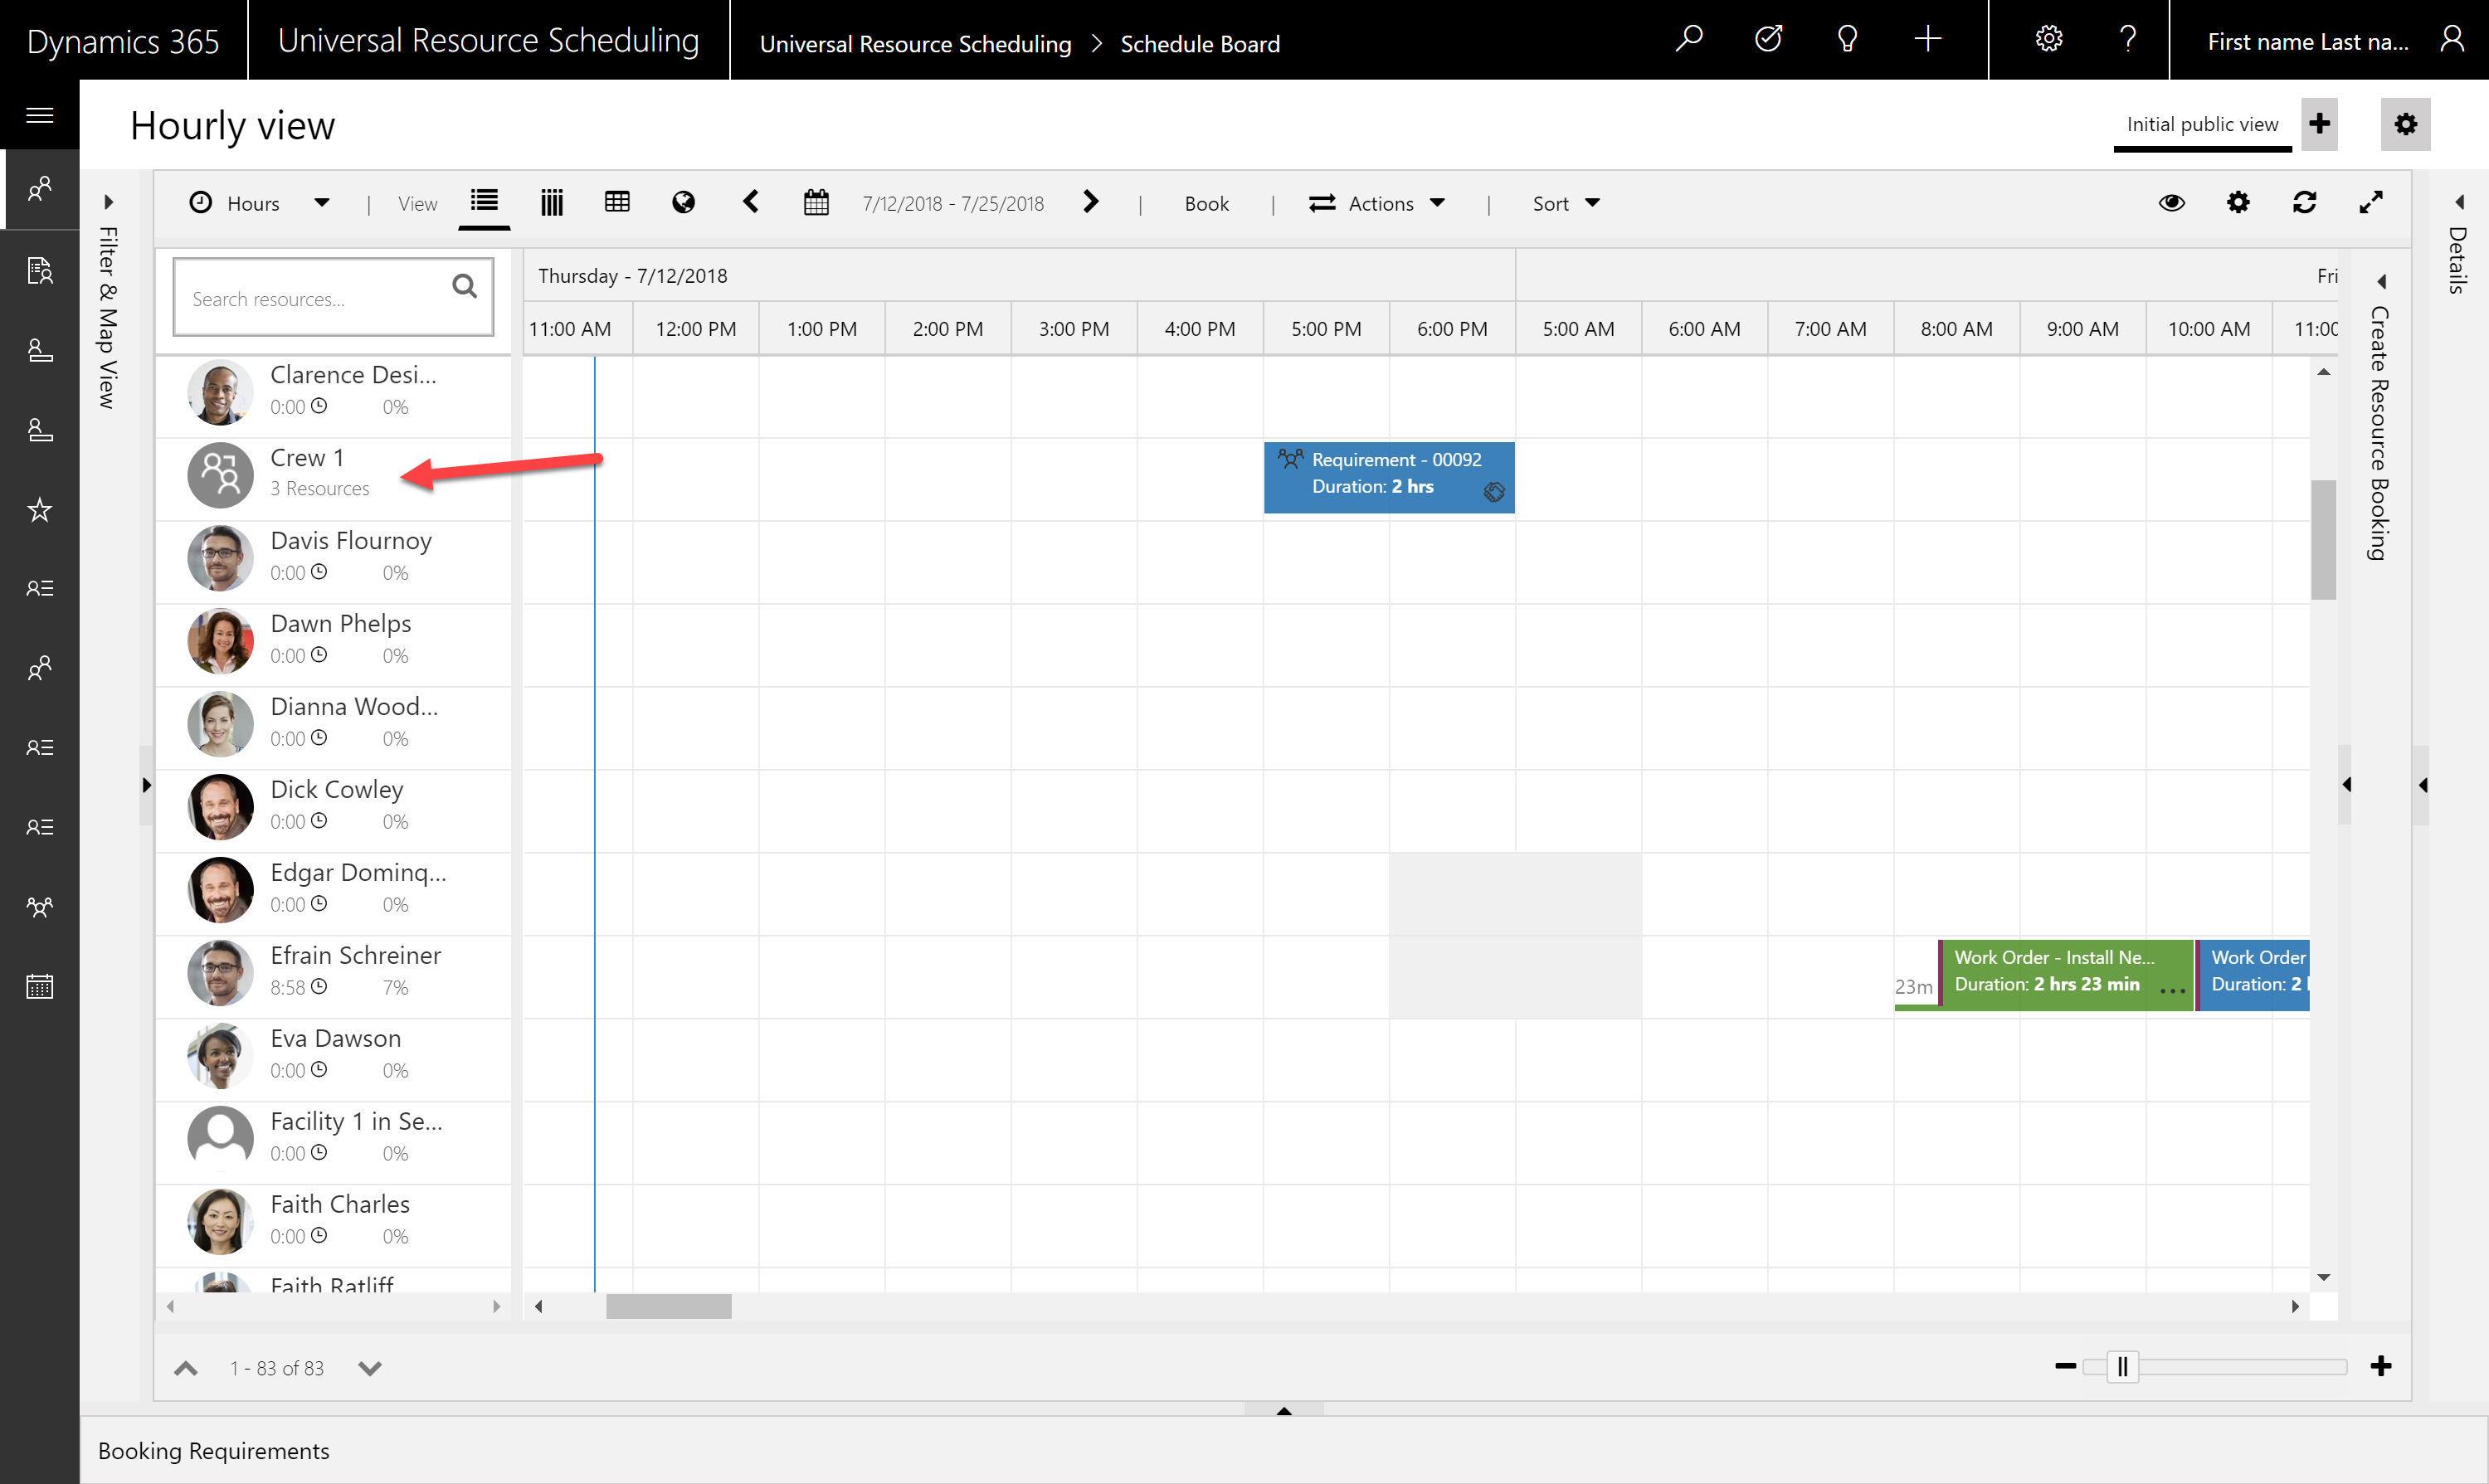 Dynamics 365
Universal Resource Scheduling
Universal Resource Scheduling > Schedule Board
First name Last na...
Hourly view
Initial public view
Filter & Map View
Hours
View
7/12/2018 - 7/25/2018
Book
Actions
Sort
Details
Create Resource Booking
Search resources...
Thursday - 7/12/2018
Fri
11:00 AM 12:00 PM 1:00 PM 2:00 PM 3:00 PM 4:00 PM 5:00 PM 6:00 PM 5:00 AM 6:00 AM 7:00 AM 8:00 AM 9:00 AM 10:00 AM 11:00
Clarence Desi...
0:00 0%
Crew 1
3 Resources
Requirement - 00092
Duration: 2 hrs
Davis Flournoy
0:00 0%
Dawn Phelps
0:00 0%
Dianna Wood...
0:00 0%
Dick Cowley
0:00 0%
Edgar Dominq...
0:00 0%
Efrain Schreiner
8:58 7%
23m
Work Order - Install Ne...
Duration: 2 hrs 23 min
...
Work Order
Duration: 2 h
Eva Dawson
0:00 0%
Facility 1 in Se...
0:00 0%
Faith Charles
0:00 0%
Faith Ratliff
1 - 83 of 83
Booking Requirements